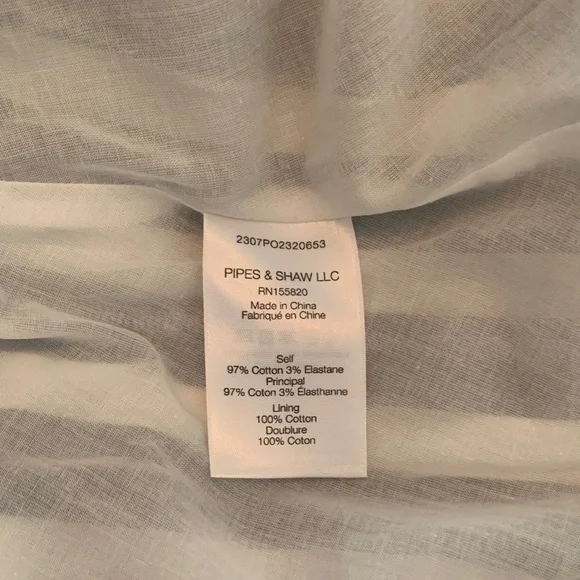 2307PO2320653
PIPES & SHAW LLC
RN155820
Made in China
Fabriqué en Chine
Self
97% Cotton 3% Elastane
Principal
97% Coton 3% Élasthanne
Lining
100% Cotton
Doublure
100% Coton